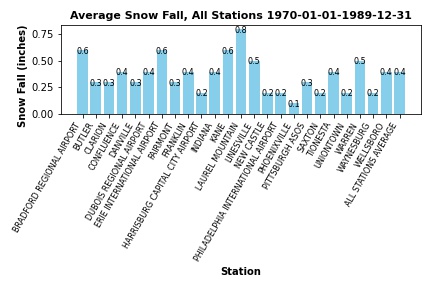 Average Snow Fall, All Stations 1970-01-01-1989-12-31
Snow Fall (inches)
0.75
0.50
0.25
0.00
0.6
0.3
0.3
0.4
0.3
0.4
0.6
0.3
0.4
0.2
0.4
0.6
0.8
0.5
0.2
0.2
0.1
0.3
0.2
0.4
0.2
0.5
0.2
0.4
0.4
BRADFORD REGIONAL AIRPORT
BUTLER
CLARION
CONFLUENCE
DANVILLE
DUBOIS REGIONAL AIRPORT
ERIE INTERNATIONAL AIRPORT
FAIRMONT
FRANKLIN
HARRISBURG CAPITAL CITY AIRPORT
INDIANA
KANE
LAUREL MOUNTAIN
LINESVILLE
NEW CASTLE
PHILADELPHIA INTERNATIONAL AIRPORT
PHOENIXVILLE
PITTSBURGH ASOS
SAXTON
TIONESTA
UNIONTOWN
WARREN
WAYNESBURG
WELLSBORO
ALL STATIONS AVERAGE
Station